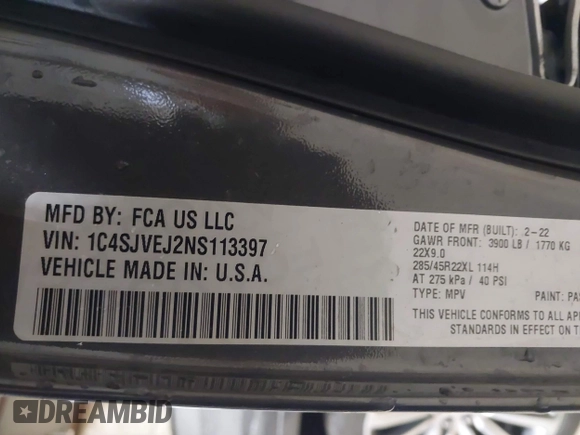 MFD BY: FCA US LLC
VIN: 1C4SJVEJ2NS113397
VEHICLE MADE IN: U.S.A.
DATE OF MFR (BUILT): 2-22
GAWR FRONT: 3900 LB / 1770 KG
22X9.0
285/45R22XL 114H
AT 275 kPa / 40 PSI
TYPE: MPV PAINT:
THIS VEHICLE CONFORMS TO ALL
STANDARDS IN EFFECT ON
DREAMBID